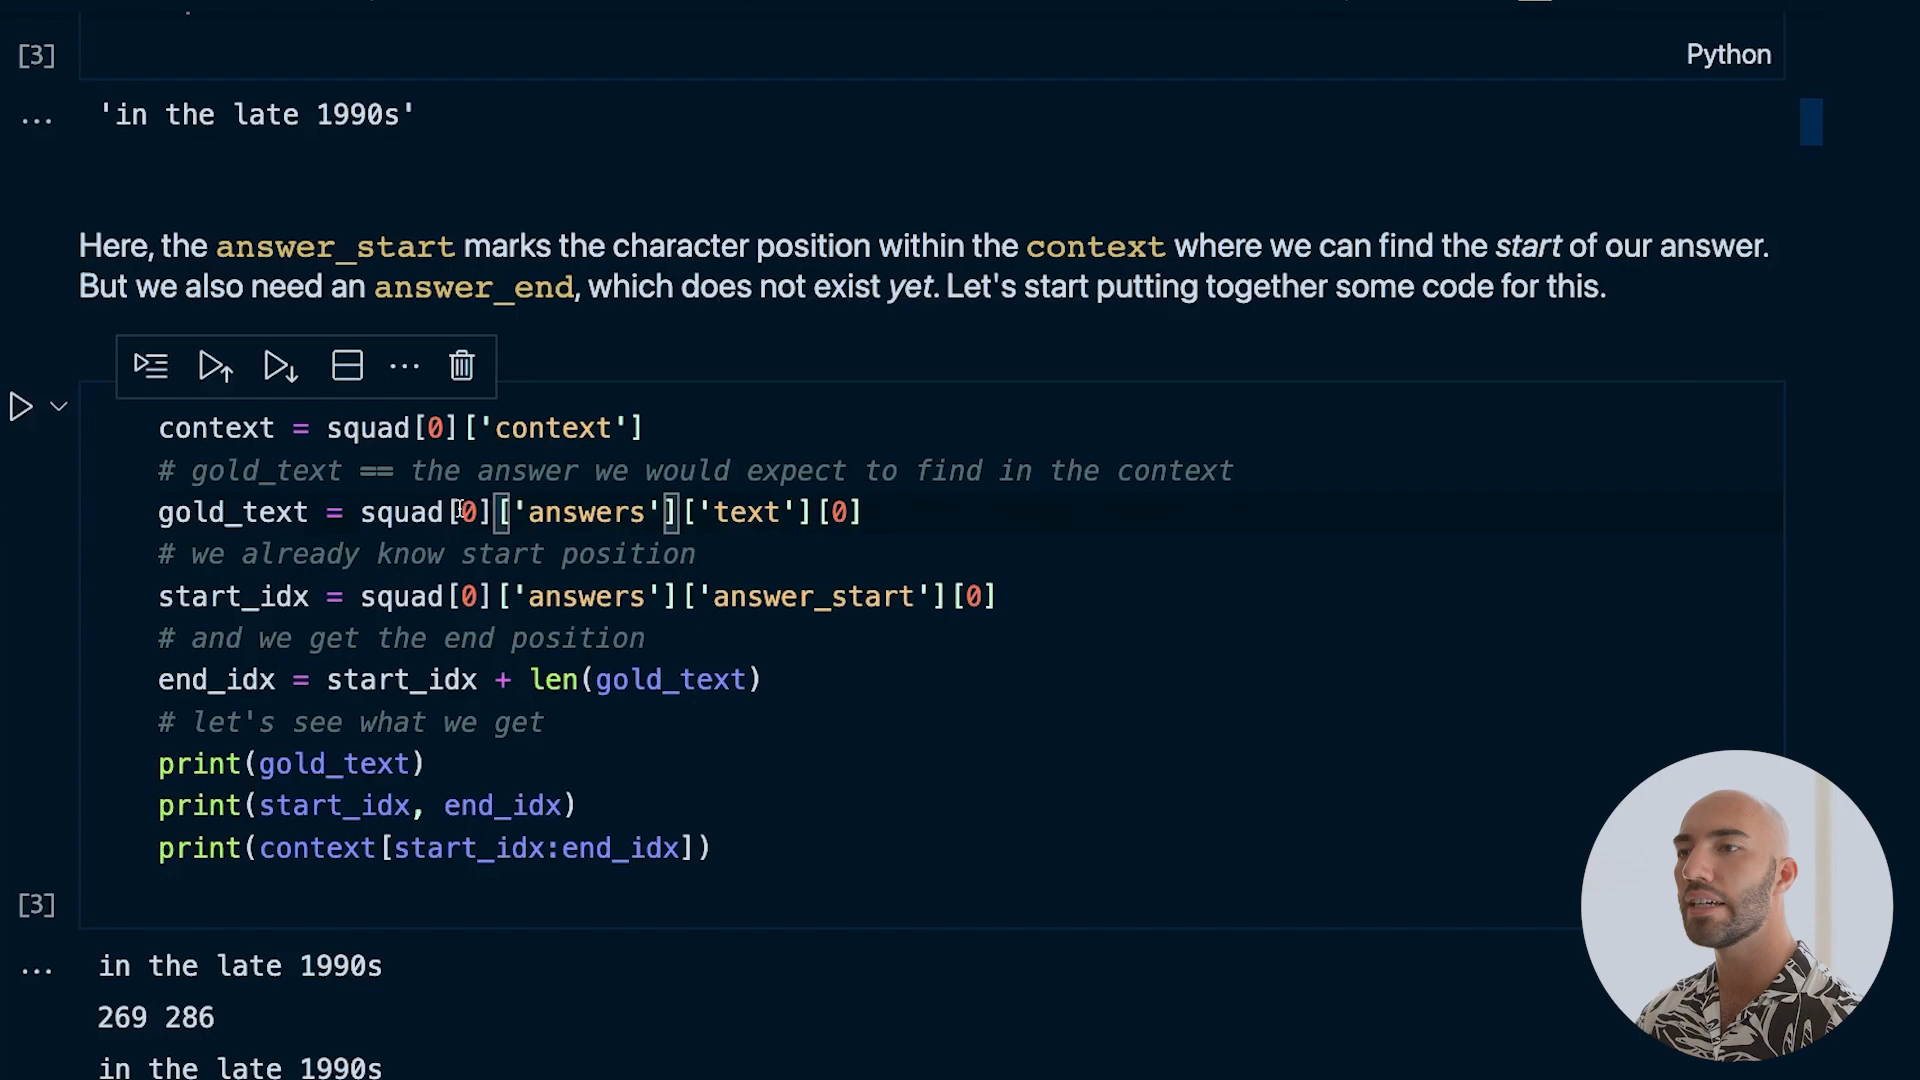 [3]
Python
... 'in the late 1990s'
Here, the answer_start marks the character position within the context where we can find the start of our answer.
But we also need an answer_end, which does not exist yet. Let's start putting together some code for this.
context = squad[0]['context']
# gold_text == the answer we would expect to find in the context
gold_text = squad[0]['answers']['text'][0]
# we already know start position
start_idx = squad[0]['answers']['answer_start'][0]
# and we get the end position
end_idx = start_idx + len(gold_text)
# let's see what we get
print(gold_text)
print(start_idx, end_idx)
print(context[start_idx:end_idx])
[3]
... in the late 1990s
269 286
in the late 1990s